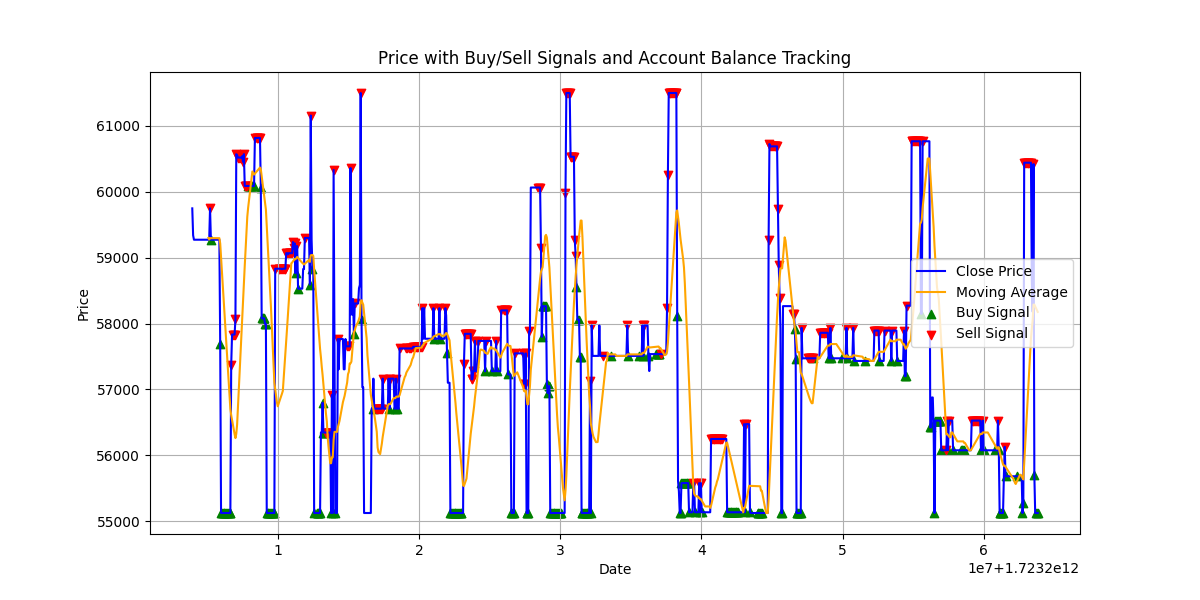 Price with Buy/Sell Signals and Account Balance Tracking
Price
61000
60000
59000
58000
57000
56000
55000
Close Price
Moving Average
Buy Signal
Sell Signal
1 2 3 4 5 6
Date
1e7+1.7232e12